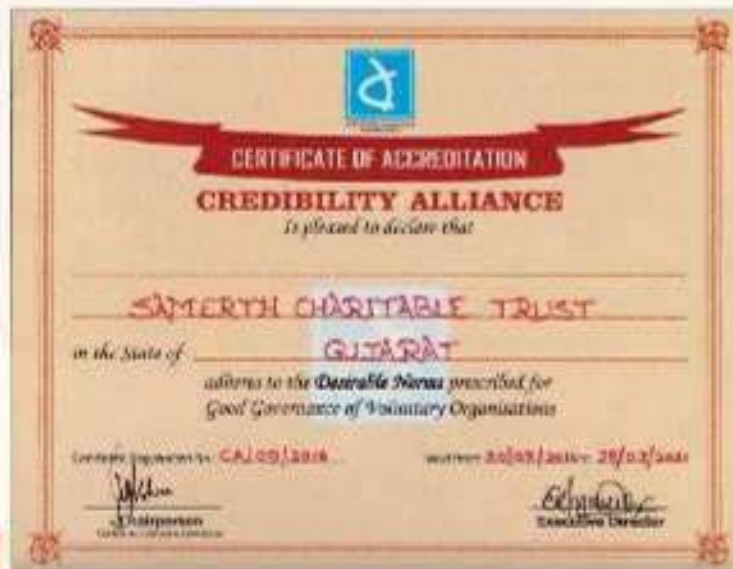 CERTIFICATE OF ACCREDITATION
CREDIBILITY ALLIANCE
Is pleased to declare that
SAMERTH CHARITABLE TRUST
in the State of GUJARAT
adheres to the Desirable Norms prescribed for
Good Governance of Voluntary Organisations
Chairperson
Executive Director